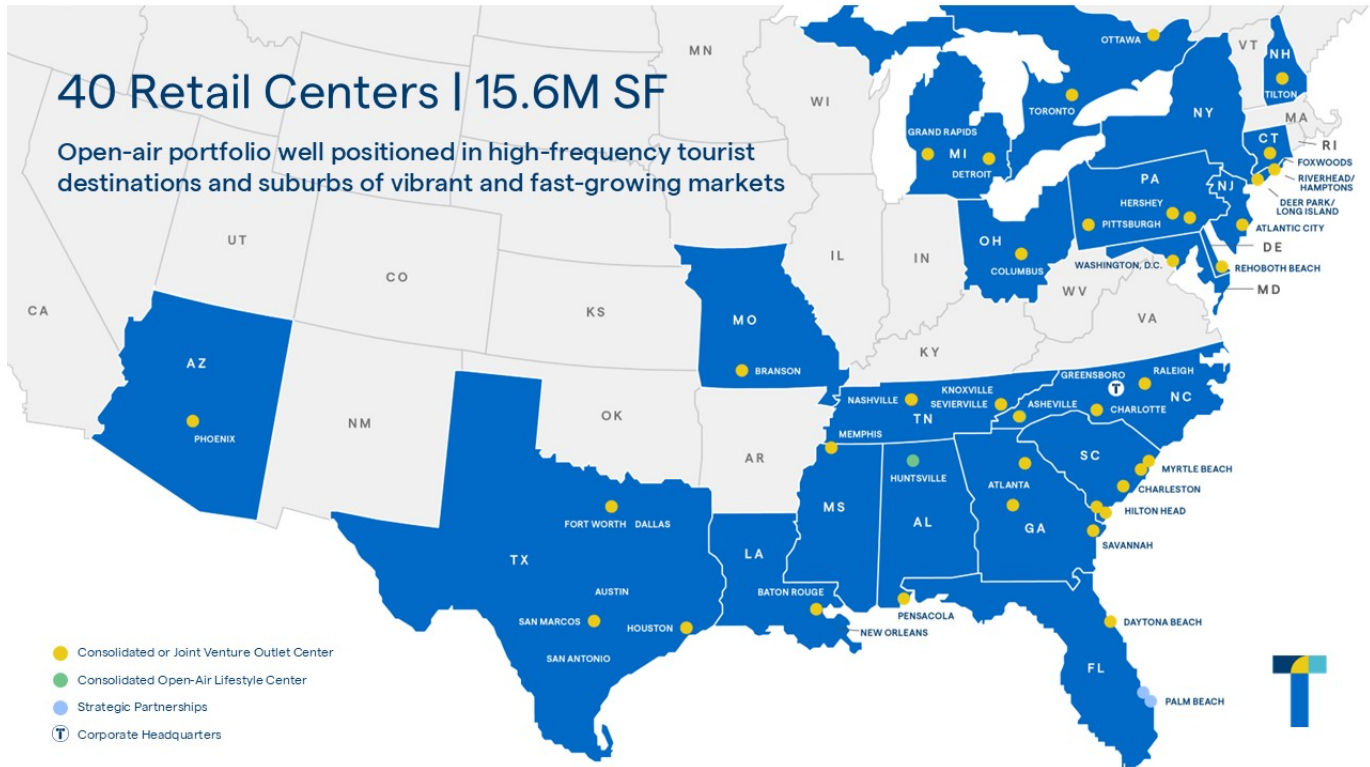 40 Retail Centers | 15.6M SF
Open-air portfolio well positioned in high-frequency tourist
destinations and suburbs of vibrant and fast-growing markets
MN
WI
OTTAWA
TORONTO
VT
NH
TILTON
MA
NY
CT
RI
FOXWOODS
RIVERHEAD/
HAMPTONS
DEER PARK/
LONG ISLAND
GRAND RAPIDS
MI
DETROIT
PA
NJ
HERSHEY
PITTSBURGH
ATLANTIC CITY
DE
OH
COLUMBUS
WASHINGTON, D.C.
REHOBOTH BEACH
MD
WV
VA
IL
IN
KY
UT
CO
KS
CA
MO
BRANSON
AZ
PHOENIX
NM
OK
AR
NASHVILLE
KNOXVILLE
SEVIERVILLE
TN
MEMPHIS
GREENSBORO
T
RALEIGH
NC
ASHEVILLE
CHARLOTTE
SC
MYRTLE BEACH
CHARLESTON
HILTON HEAD
SAVANNAH
ATLANTA
GA
HUNTSVILLE
AL
MS
FORT WORTH DALLAS
TX
AUSTIN
SAN MARCOS
HOUSTON
SAN ANTONIO
LA
BATON ROUGE
NEW ORLEANS
PENSACOLA
DAYTONA BEACH
FL
PALM BEACH
Consolidated or Joint Venture Outlet Center
Consolidated Open-Air Lifestyle Center
Strategic Partnerships
T Corporate Headquarters
T